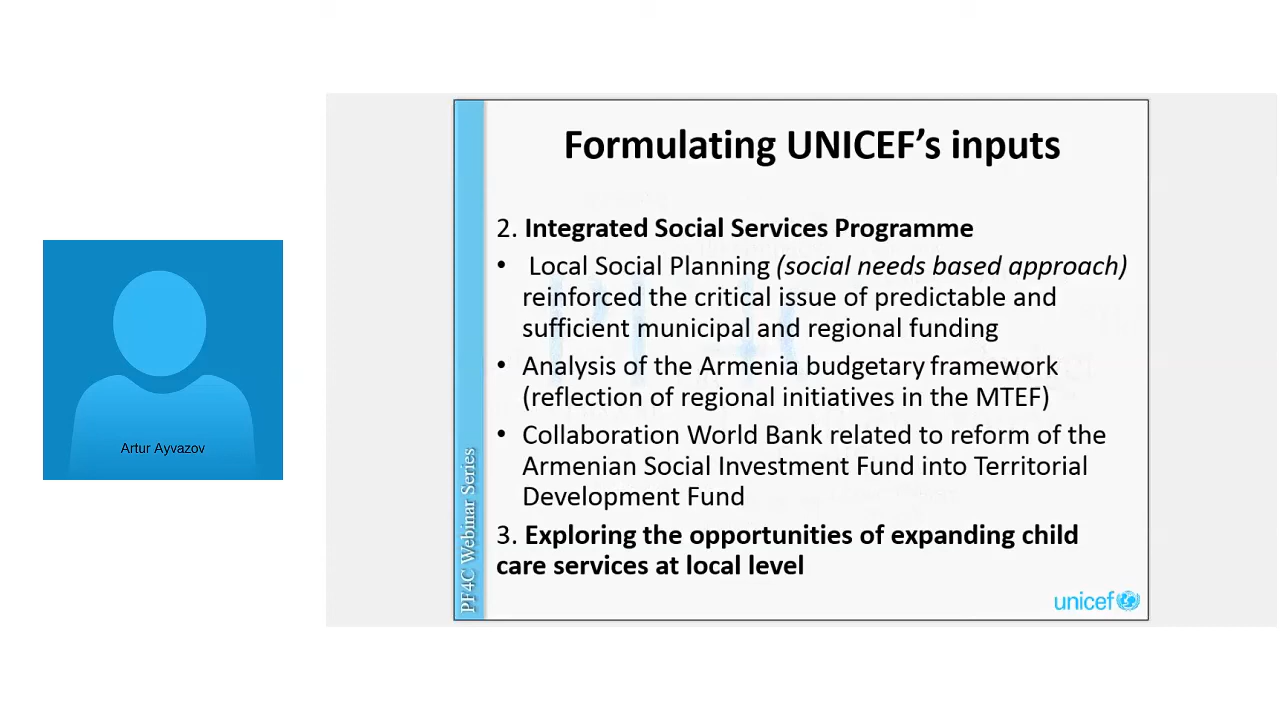 Formulating UNICEF’s inputs
2. Integrated Social Services Programme
• Local Social Planning (social needs based approach)
reinforced the critical issue of predictable and
sufficient municipal and regional funding
• Analysis of the Armenia budgetary framework
(reflection of regional initiatives in the MTEF)
• Collaboration World Bank related to reform of the
Armenian Social Investment Fund into Territorial
Development Fund
3. Exploring the opportunities of expanding child
care services at local level
PF4C Webinar Series
unicef
Artur Ayvazov